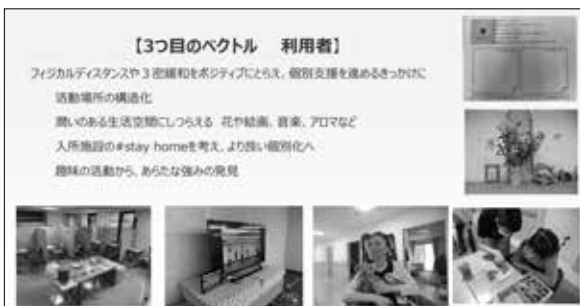 【3つ目のベクトル 利用者】
フィジカルディスタンスや3密緩和をポジティブにとらえ、個別支援を進めるきっかけに
活動場所の構造化
潤いのある生活空間にしつらえる 花や絵画、音楽、アロマなど
入所施設の#stay homeを考え、より良い個別化へ
趣味の活動から、あらたな強みの発見